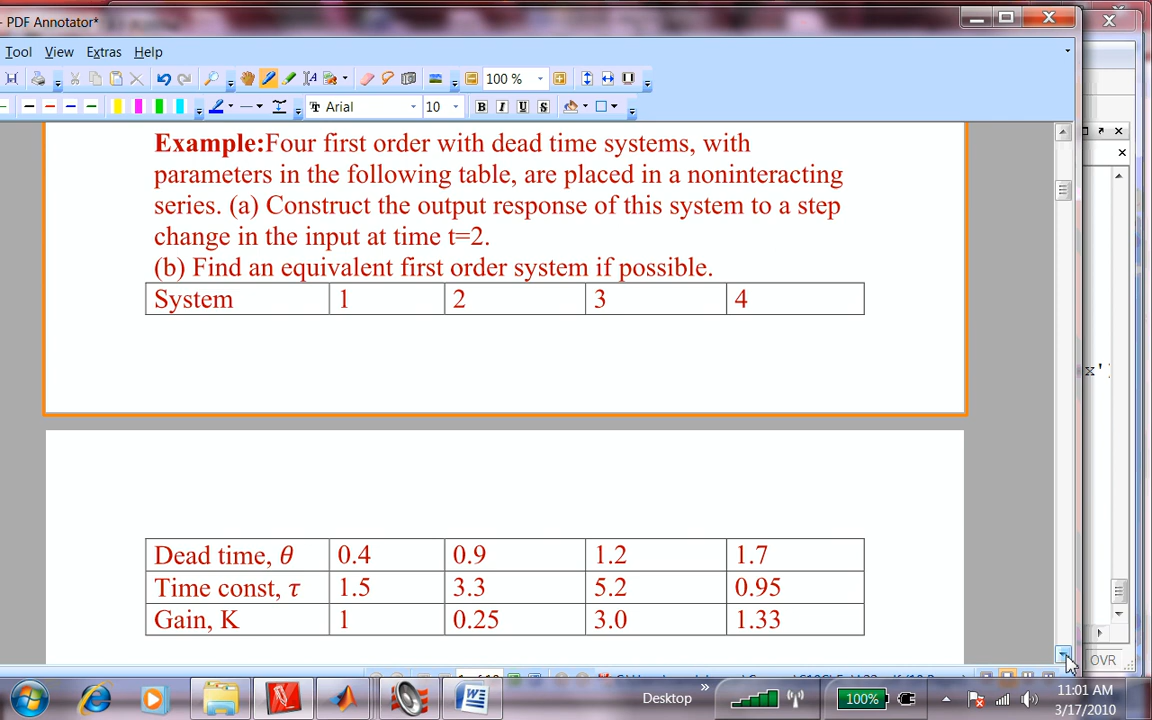 - PDF Annotator*
Tool View Extras Help
100 %
Arial 10 B I U S
Example:Four first order with dead time systems, with
parameters in the following table, are placed in a noninteracting
series. (a) Construct the output response of this system to a step
change in the input at time t=2.
(b) Find an equivalent first order system if possible.
System 1 2 3 4
x')
Dead time, θ 0.4 0.9 1.2 1.7
Time const, τ 1.5 3.3 5.2 0.95
Gain, K 1 0.25 3.0 1.33
OVR
Desktop » 100% 11:01 AM
3/17/2010